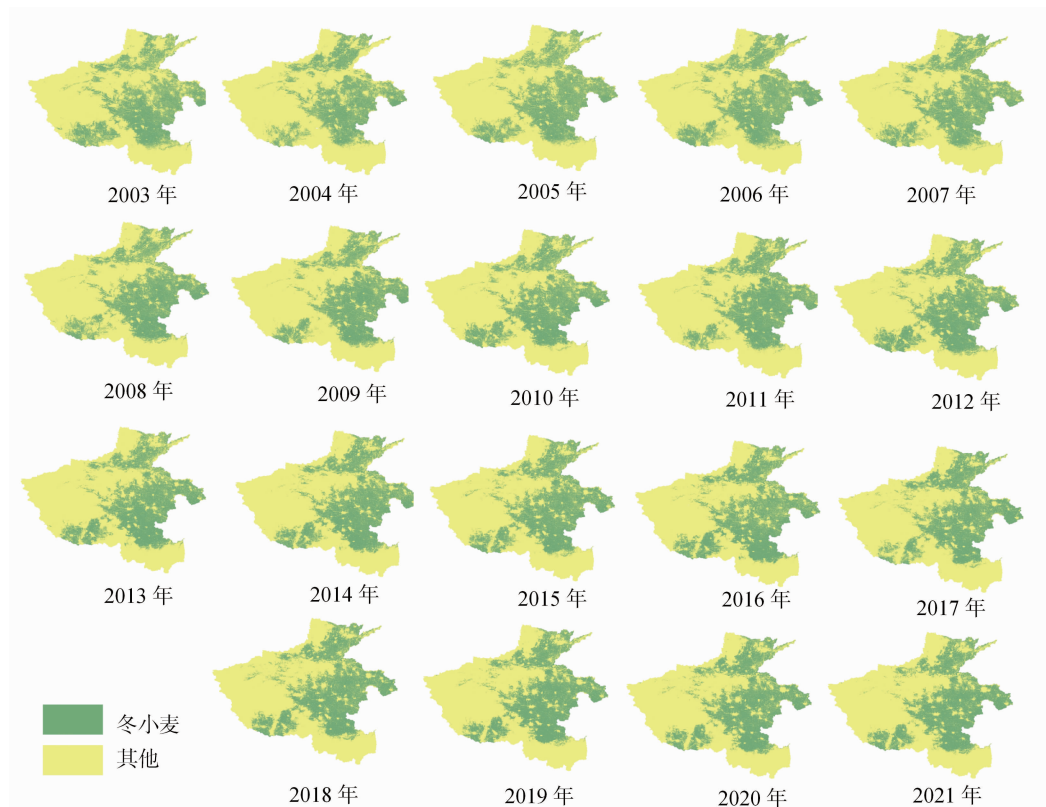 2003 年
2004 年
2005 年
2006 年
2007 年
2008 年
2009 年
2010 年
2011 年
2012 年
2013 年
2014 年
2015 年
2016 年
2017 年
冬小麦
其他
2018 年
2019 年
2020 年
2021 年